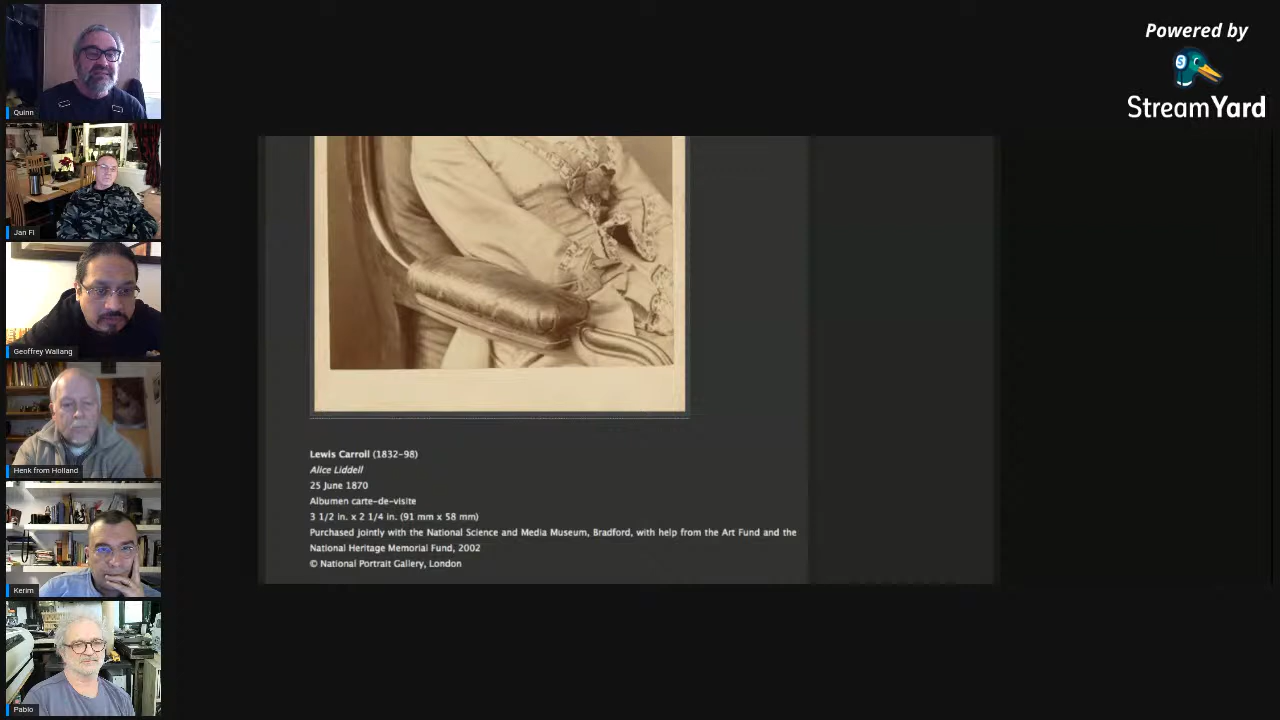 Powered by
StreamYard
Quinn
Jan Fi
Geoffrey Wallang
Henk from Holland
Kerim
Pablo
Lewis Carroll (1832–98)
Alice Liddell
25 June 1870
Albumen carte-de-visite
3 1/2 in. x 2 1/4 in. (91 mm x 58 mm)
Purchased jointly with the National Science and Media Museum, Bradford, with help from the Art Fund and the
National Heritage Memorial Fund, 2002
© National Portrait Gallery, London